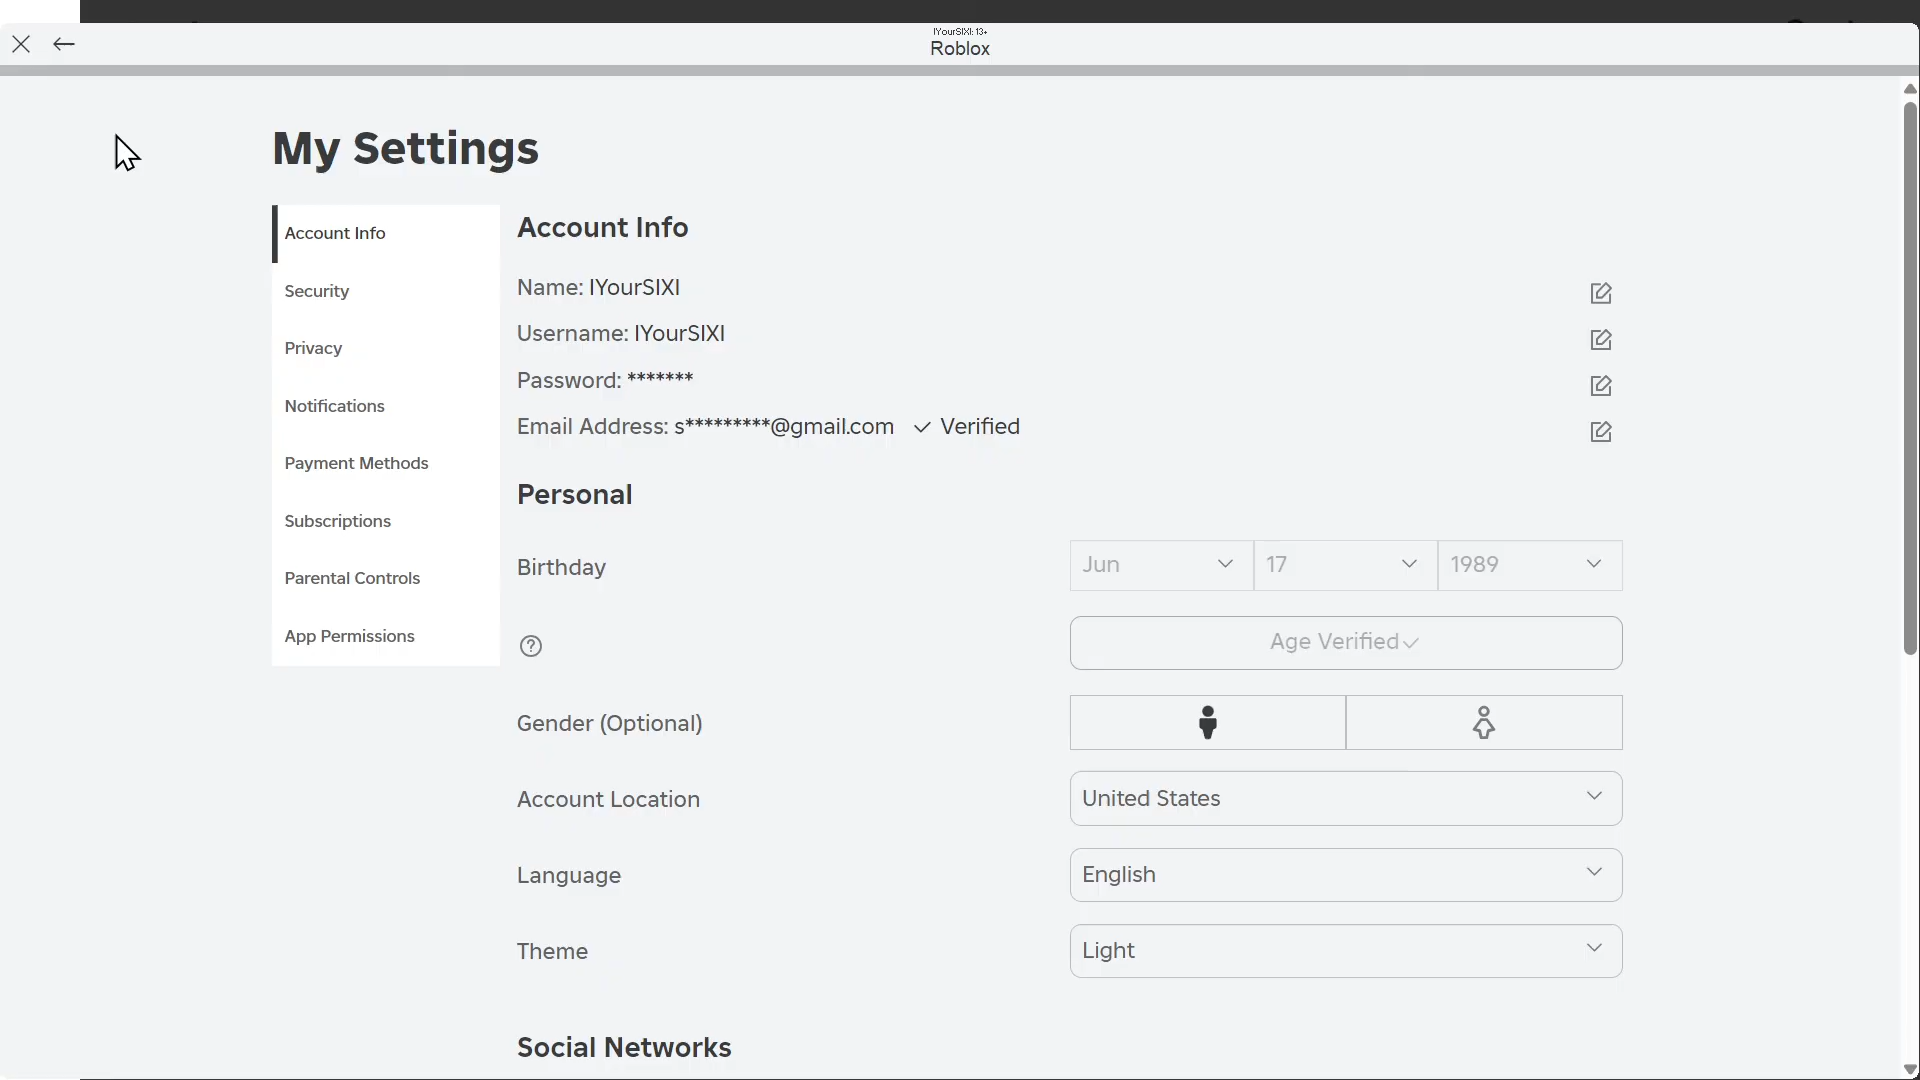 IYourSIXI: 13+
Roblox
My Settings
Account Info
Security
Privacy
Notifications
Payment Methods
Subscriptions
Parental Controls
App Permissions
Account Info
Name: IYourSIXI
Username: IYourSIXI
Password: *******
Email Address: s*********@gmail.com ✓ Verified
Personal
Birthday Jun 17 1989
Age Verified✓
Gender (Optional)
Account Location United States
Language English
Theme Light
Social Networks